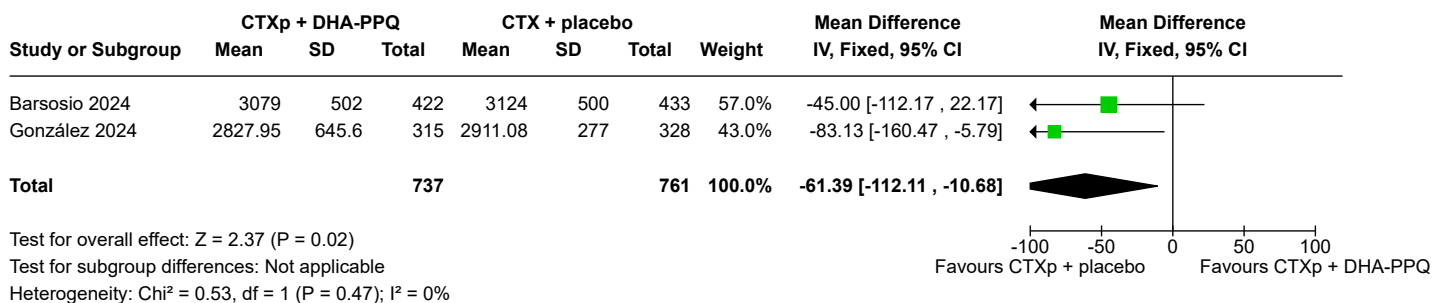 CTXp + DHA-PPQ CTX + placebo Mean Difference Mean Difference
Study or Subgroup Mean SD Total Mean SD Total Weight IV, Fixed, 95% CI IV, Fixed, 95% CI
Barsosio 2024 3079 502 422 3124 500 433 57.0% -45.00 [-112.17 , 22.17]
González 2024 2827.95 645.6 315 2911.08 277 328 43.0% -83.13 [-160.47 , -5.79]
Total 737 761 100.0% -61.39 [-112.11 , -10.68]
Test for overall effect: Z = 2.37 (P = 0.02) -100 -50 0 50 100
Test for subgroup differences: Not applicable Favours CTXp + placebo Favours CTXp + DHA-PPQ
Heterogeneity: Chi² = 0.53, df = 1 (P = 0.47); I² = 0%